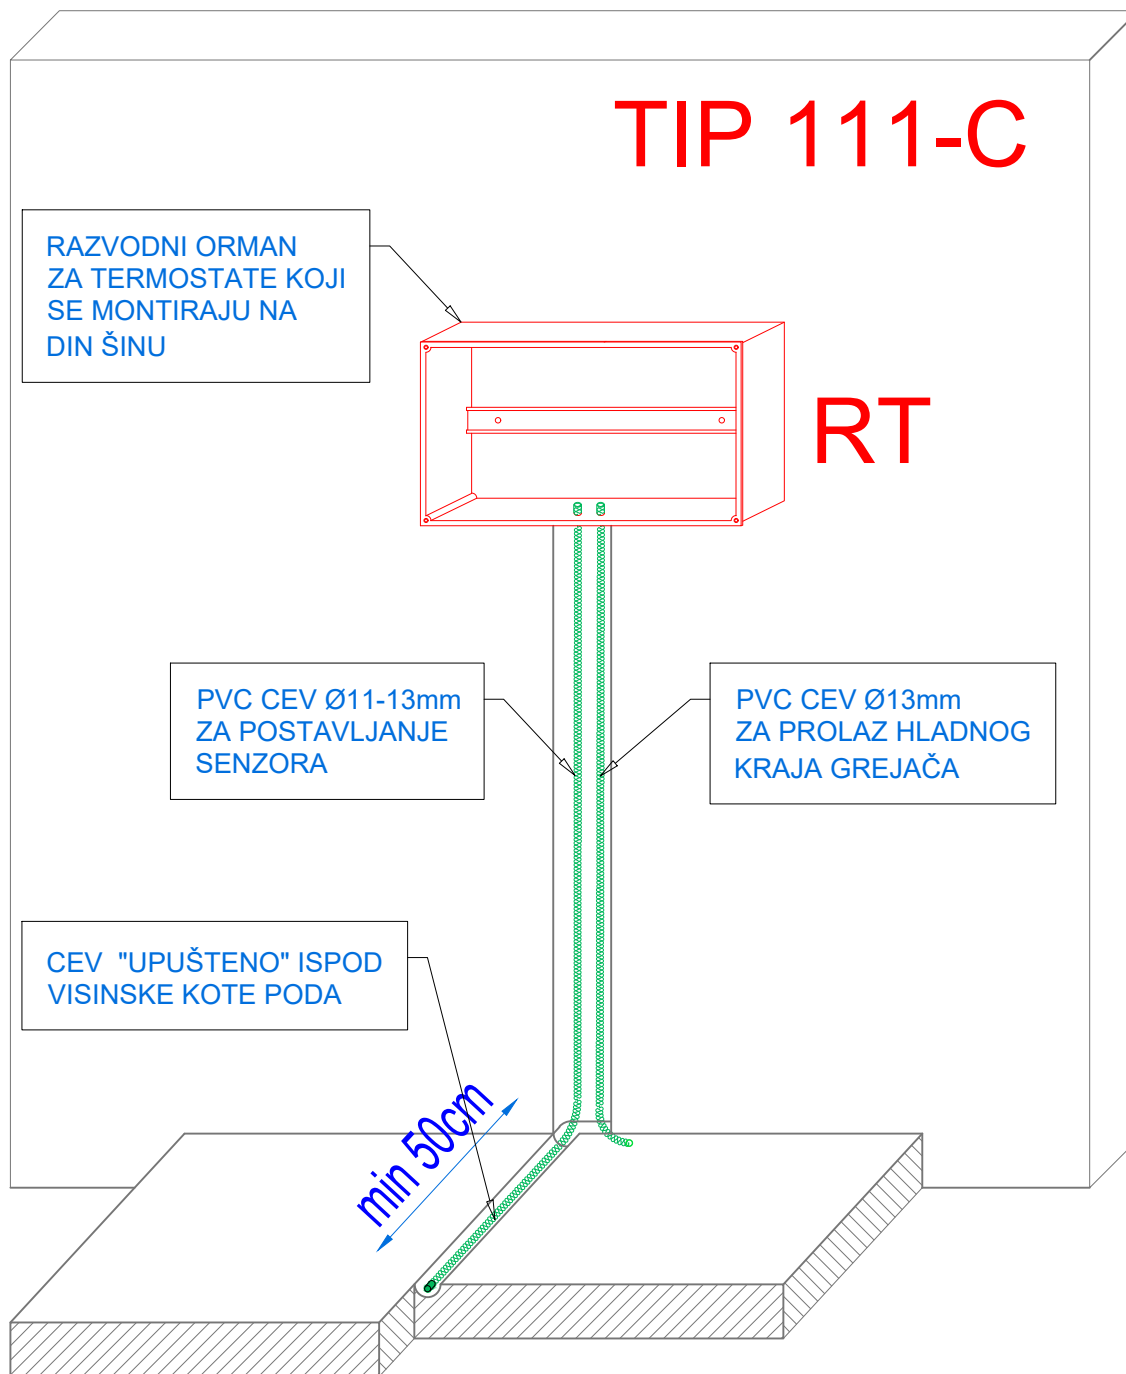 TIP 111-C
RAZVODNI ORMAN
ZA TERMOSTATE KOJI
SE MONTIRAJU NA
DIN ŠINU
RT
PVC CEV Ø11-13mm
ZA POSTAVLJANJE
SENZORA
PVC CEV Ø13mm
ZA PROLAZ HLADNOG
KRAJA GREJAČA
CEV "UPUŠTENO" ISPOD
VISINSKE KOTE PODA
min 50cm